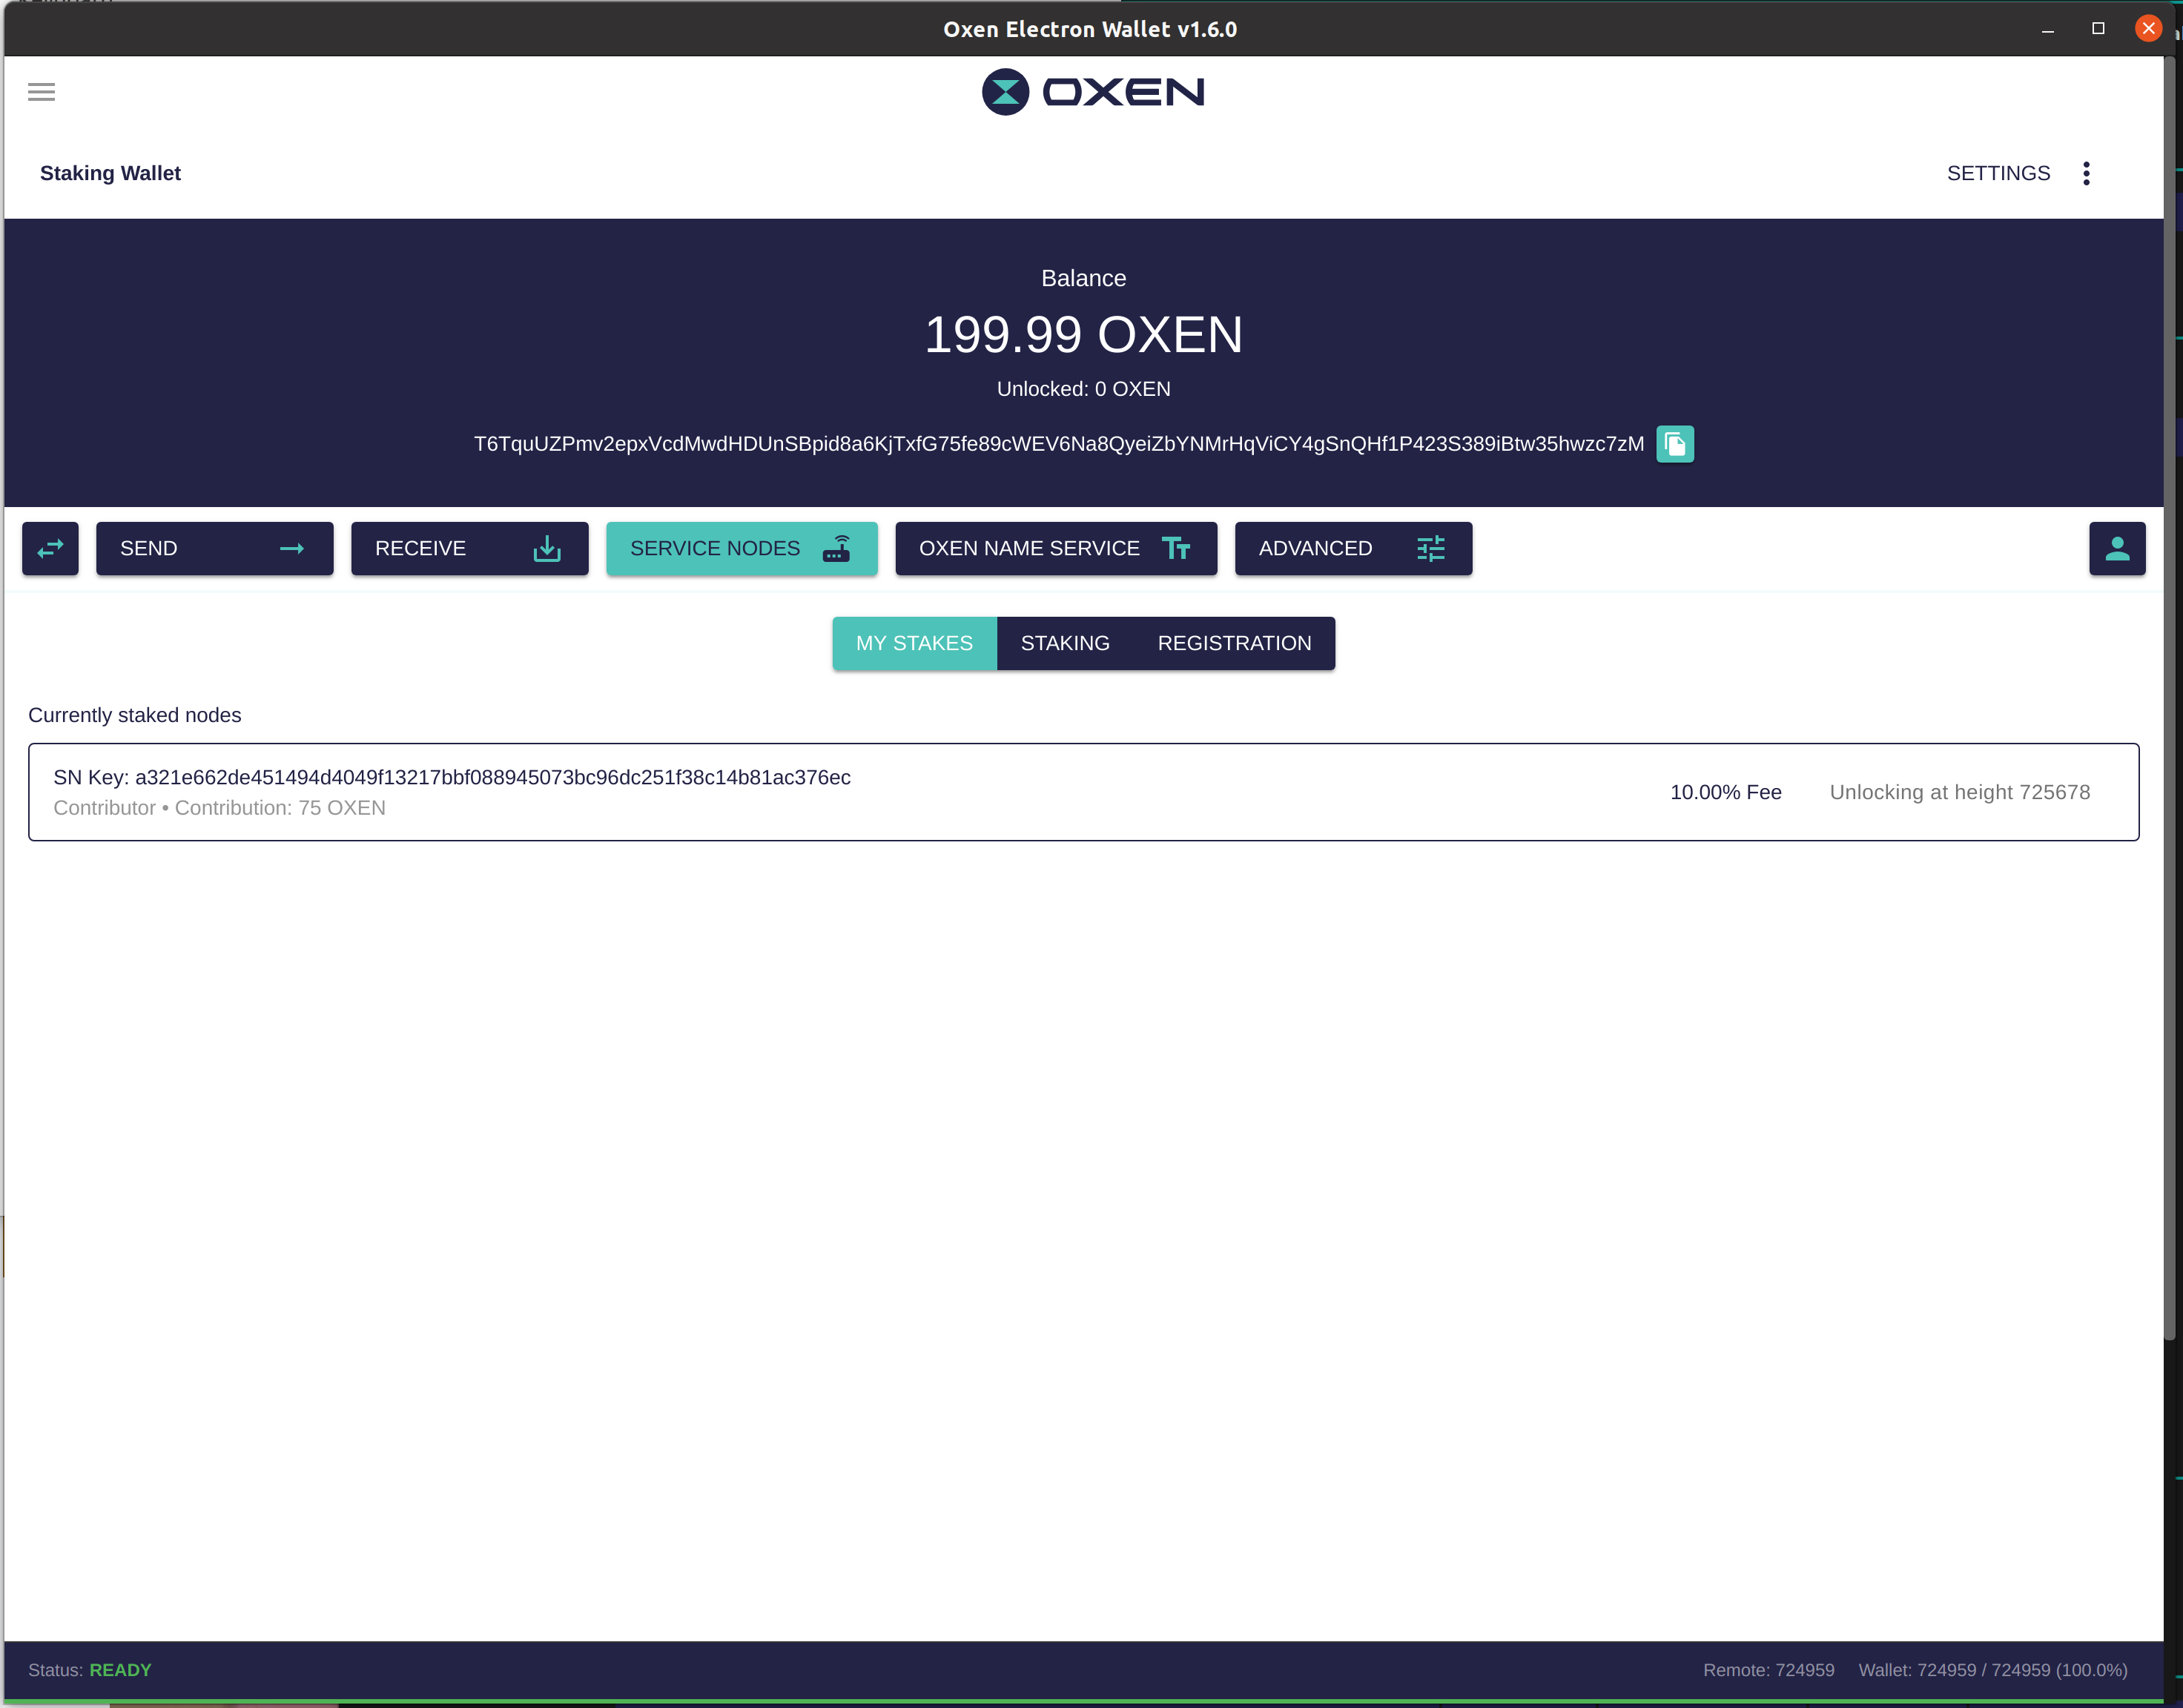 Oxen Electron Wallet v1.6.0
OXEN
Staking Wallet
SETTINGS
Balance
199.99 OXEN
Unlocked: 0 OXEN
T6TquUZPmv2epxVcdMwdHDUnSBpid8a6KjTxfG75fe89cWEV6Na8QyeiZbYNMrHqViCY4gSnQHf1P423S389iBtw35hwzc7zM
SEND
RECEIVE
SERVICE NODES
OXEN NAME SERVICE
ADVANCED
MY STAKES
STAKING
REGISTRATION
Currently staked nodes
SN Key: a321e662de451494d4049f13217bbf088945073bc96dc251f38c14b81ac376ec
Contributor • Contribution: 75 OXEN
10.00% Fee
Unlocking at height 725678
Status: READY
Remote: 724959
Wallet: 724959 / 724959 (100.0%)